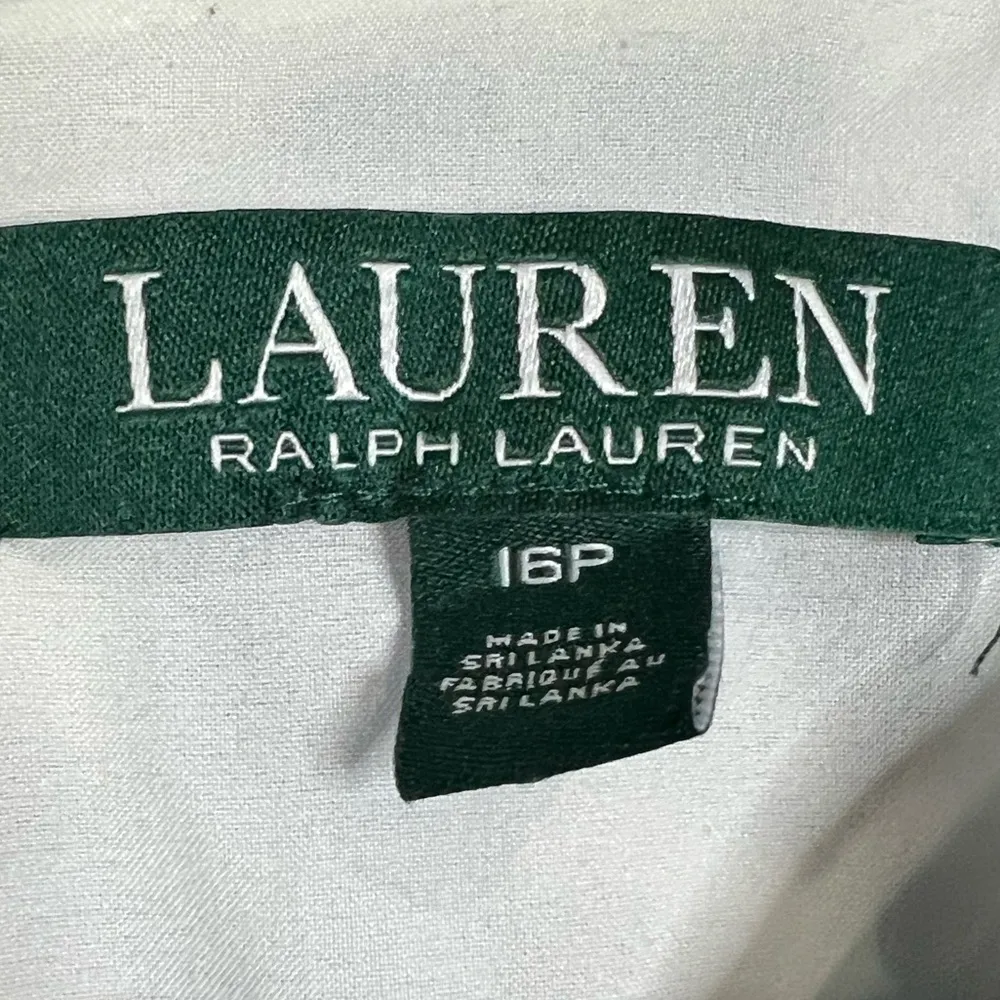 LAUREN
RALPH LAUREN
16P
MADE IN
SRI LANKA
FABRIQUÉ AU
SRI LANKA